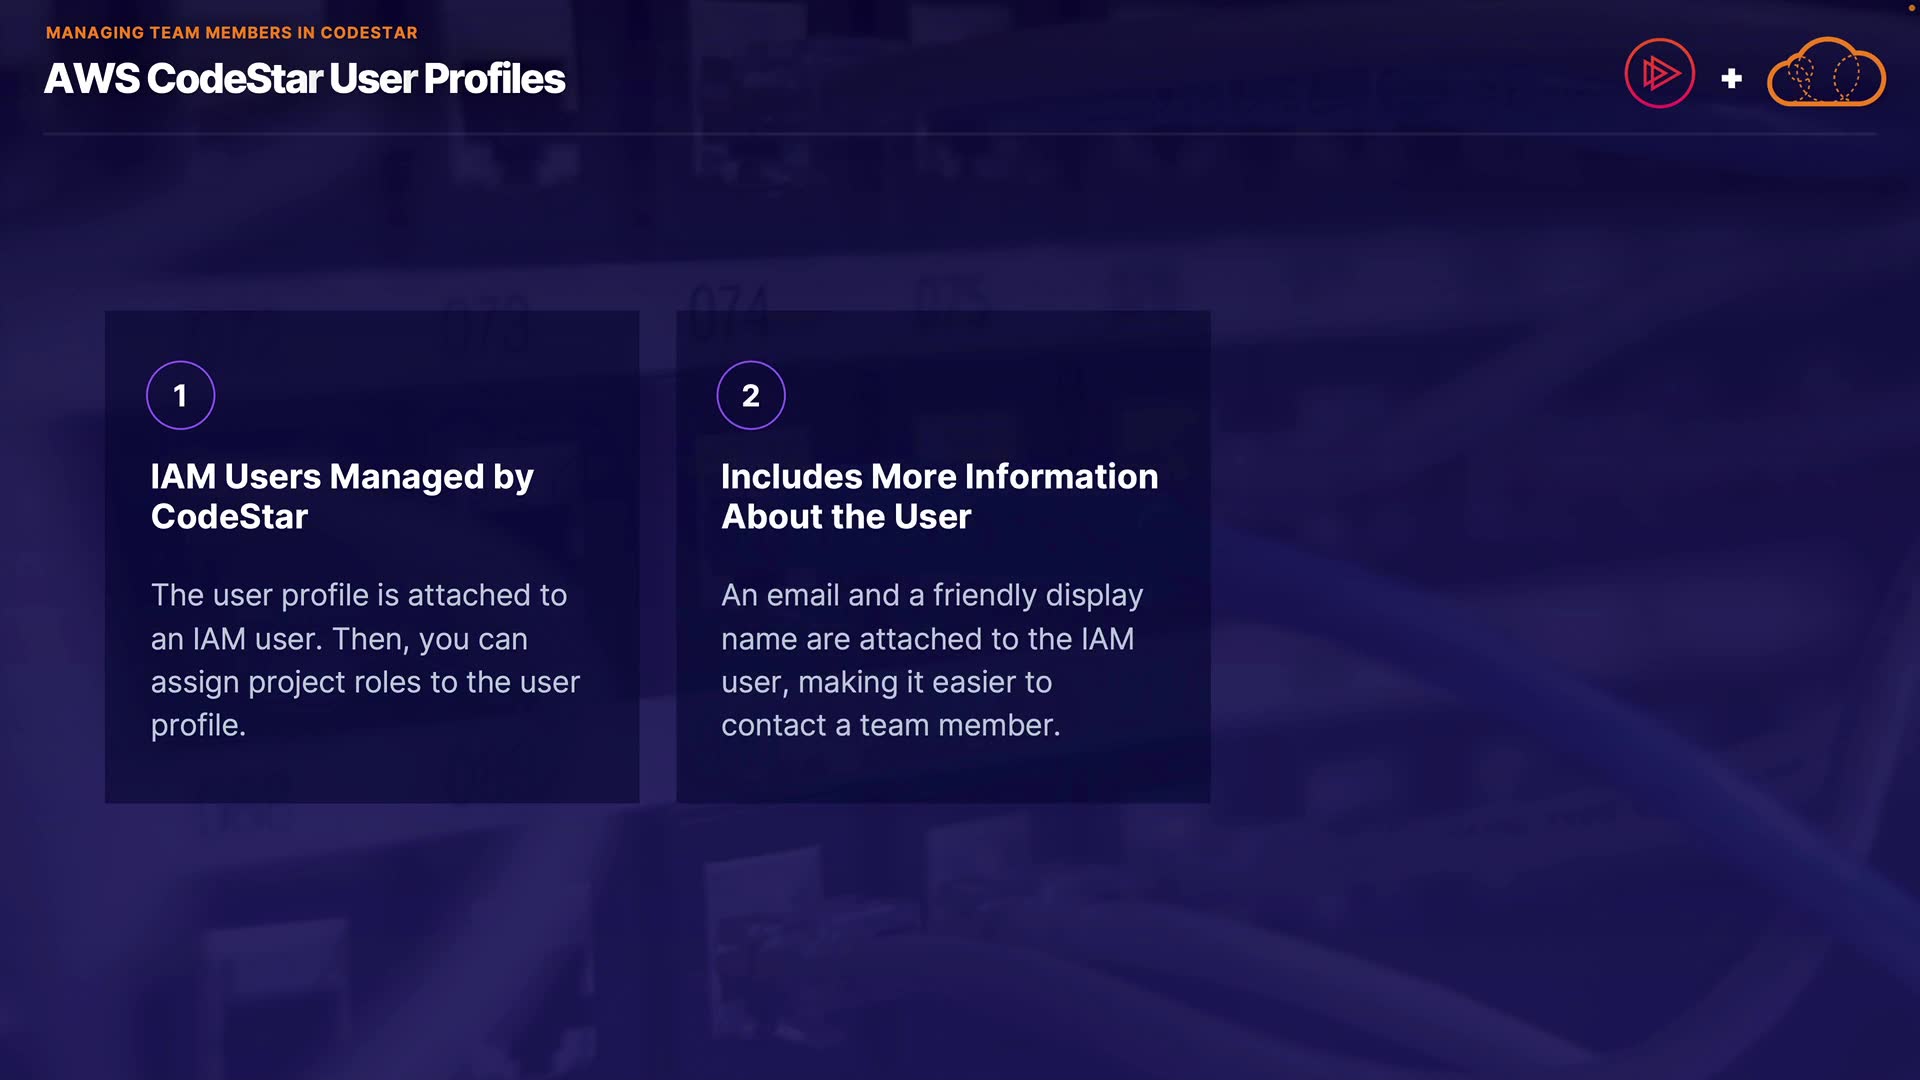 MANAGING TEAM MEMBERS IN CODESTAR
AWS CodeStar User Profiles
+
073
074
075
1
IAM Users Managed by
CodeStar
The user profile is attached to
an IAM user. Then, you can
assign project roles to the user
profile.
2
Includes More Information
About the User
An email and a friendly display
name are attached to the IAM
user, making it easier to
contact a team member.